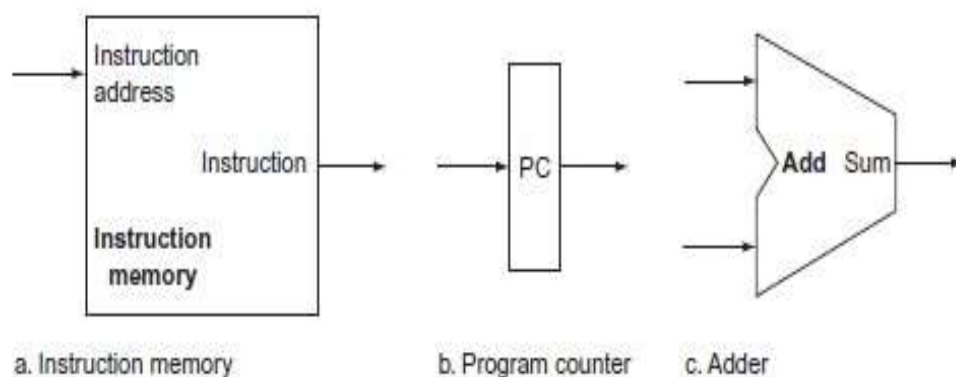 Instruction
address
Instruction
Instruction
memory
PC
Add Sum
a. Instruction memory
b. Program counter
c. Adder